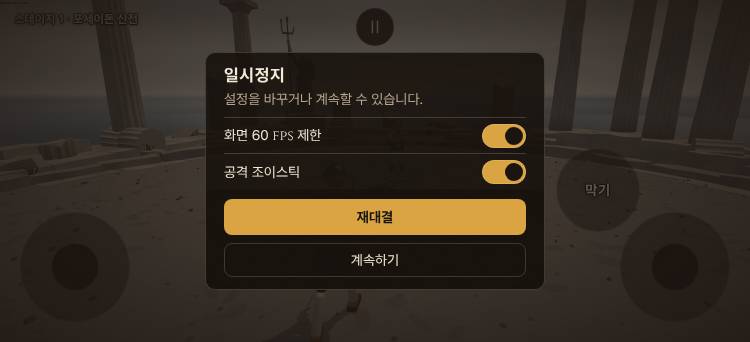 스테이지 1 · 포세이돈 신전
일시정지
설정을 바꾸거나 계속할 수 있습니다.
화면 60 FPS 제한
공격 조이스틱
막기
재대결
계속하기